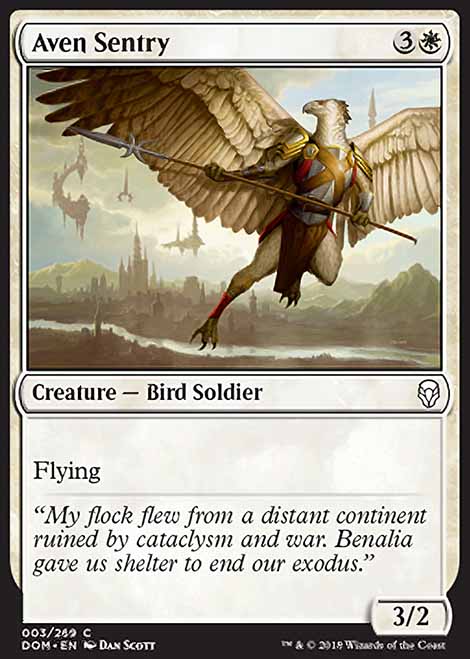 Aven Sentry 3
Creature — Bird Soldier
Flying
“My flock flew from a distant continent
ruined by cataclysm and war. Benalia
gave us shelter to end our exodus.”
3/2
003/269 C
DOM • EN Dan Scott
™ & © 2018 Wizards of the Coast